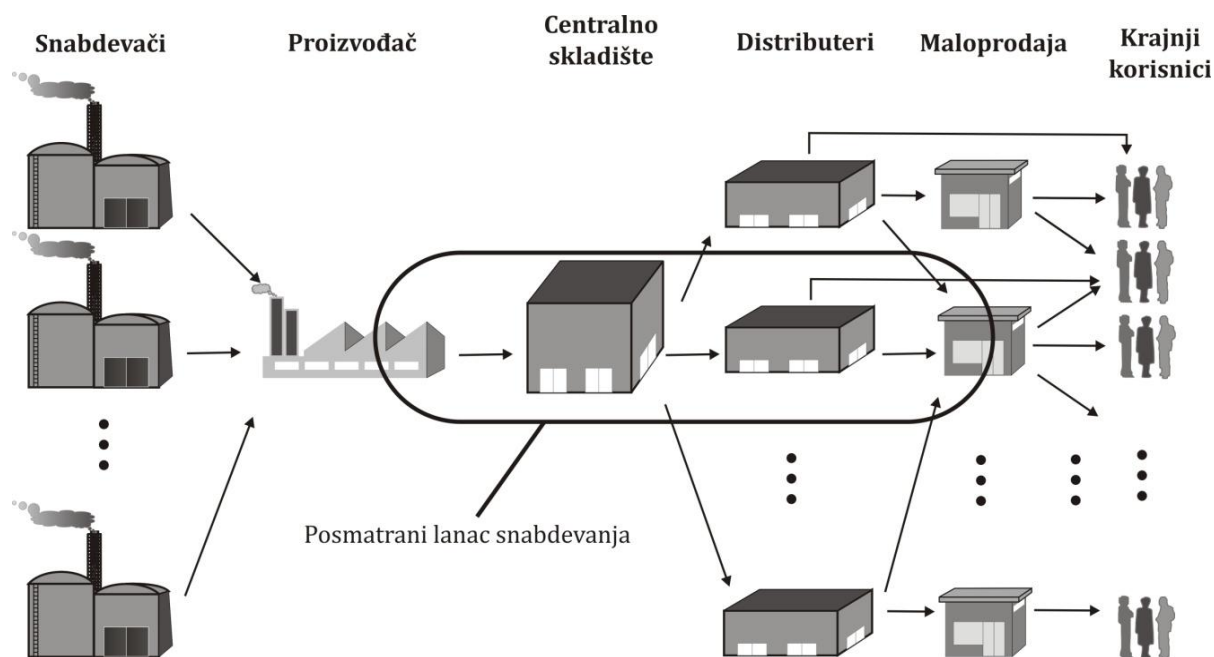 Snabdevači
Proizvođač
Centralno
skladište
Distributeri
Maloprodaja
Krajnji
korisnici
Posmatrani lanac snabdevanja